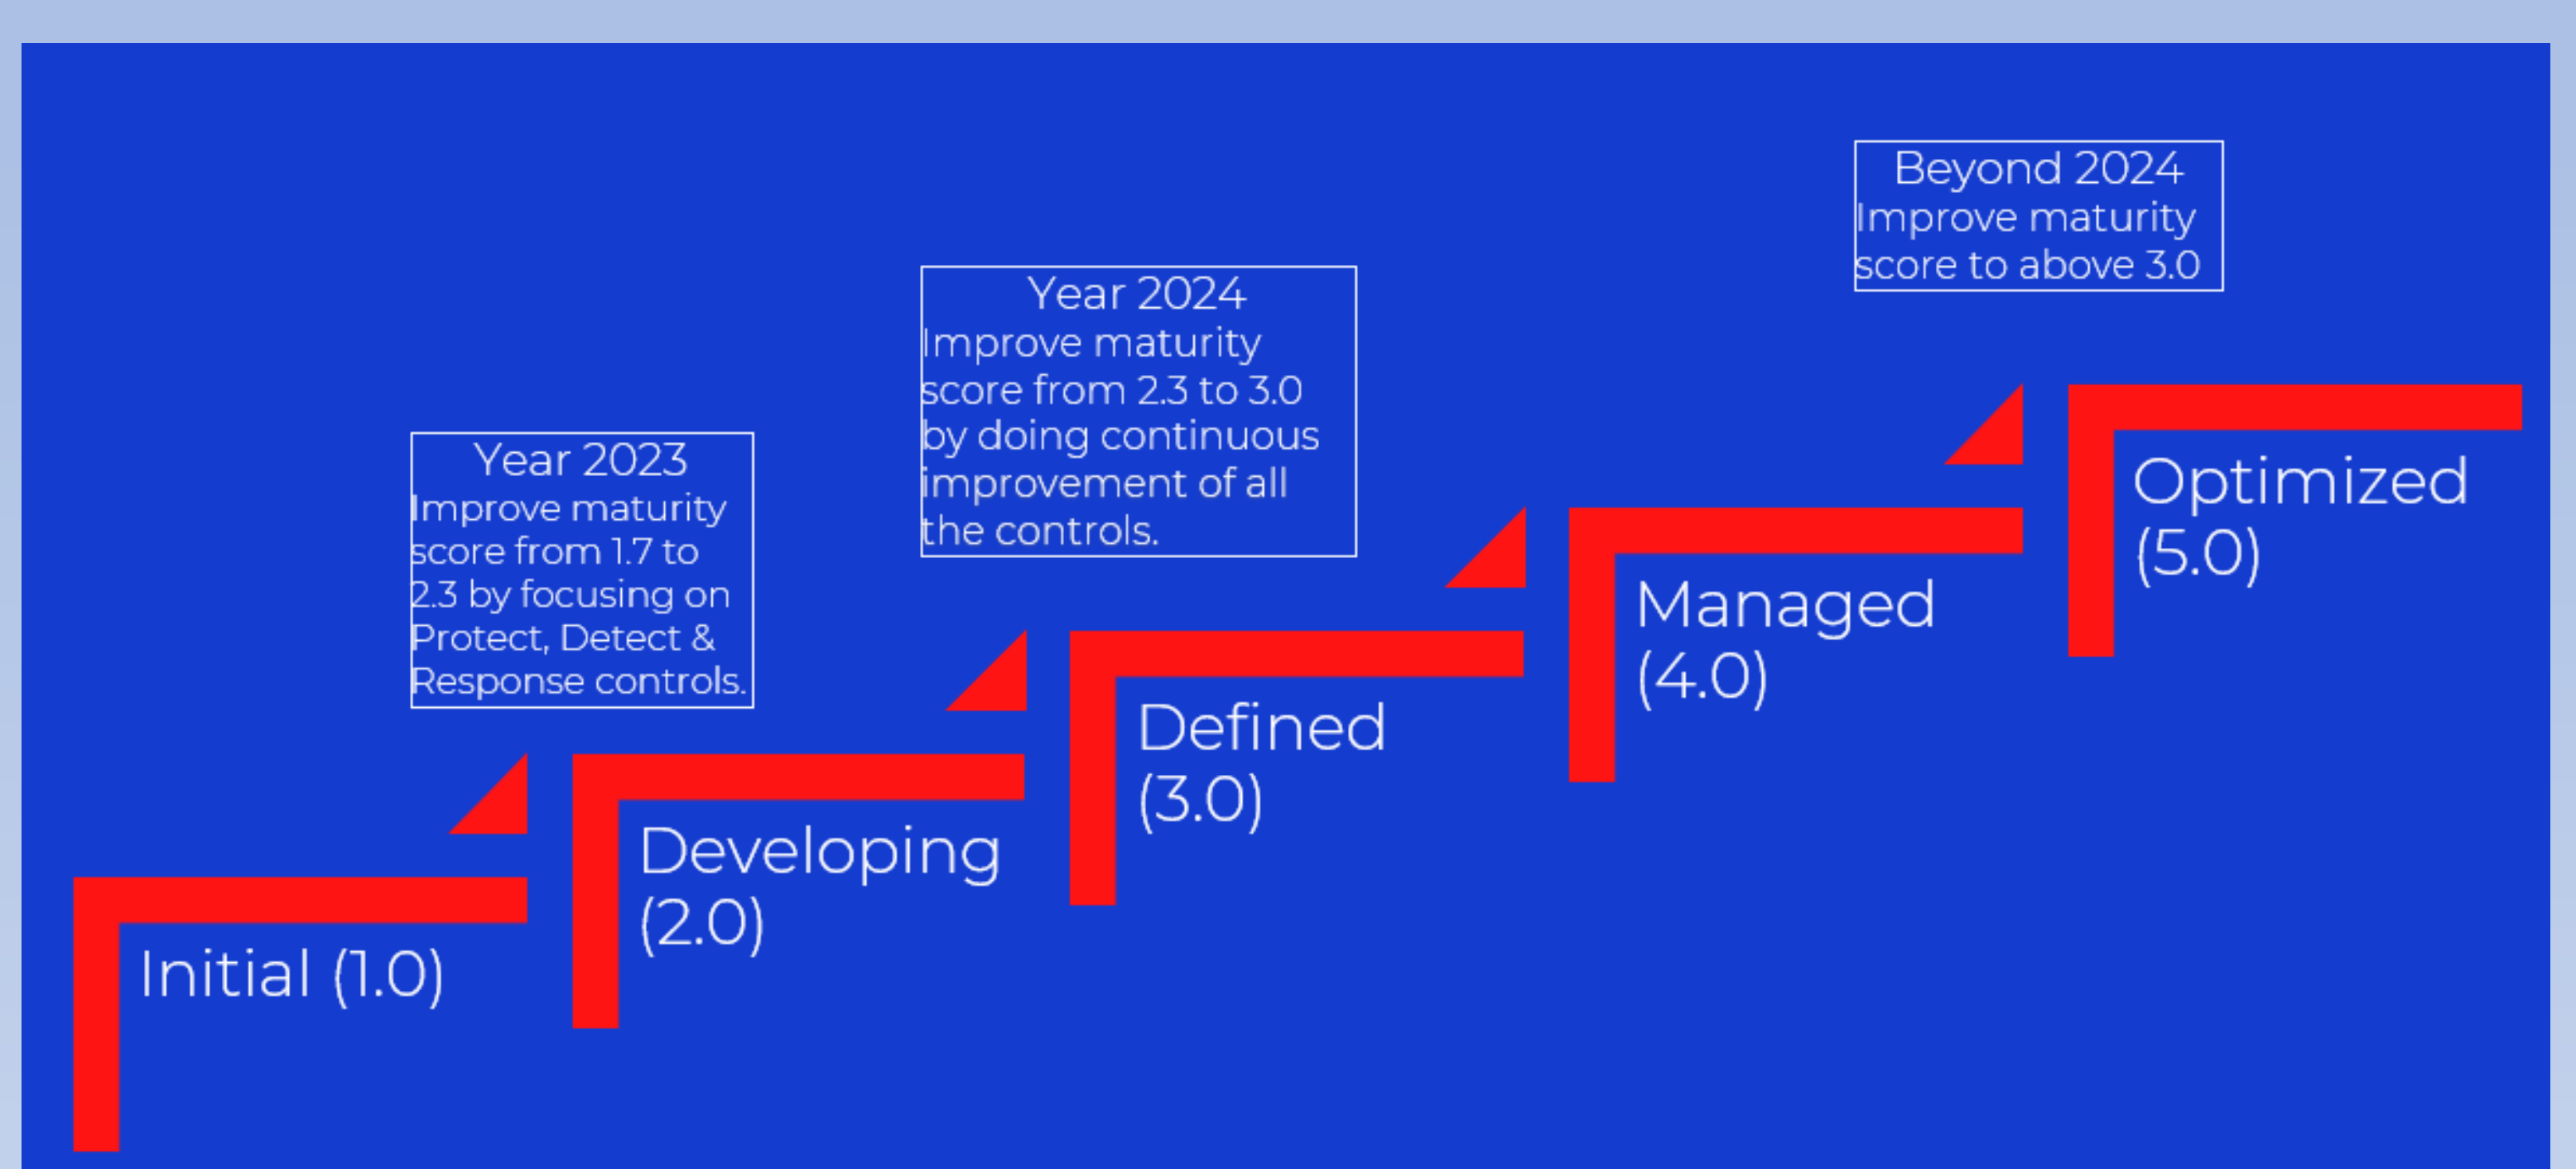 Beyond 2024
Improve maturity
score to above 3.0
Year 2024
Improve maturity
score from 2.3 to 3.0
by doing continuous
improvement of all
the controls.
Year 2023
Improve maturity
score from 1.7 to
2.3 by focusing on
Protect, Detect &
Response controls.
Optimized
(5.0)
Managed
(4.0)
Defined
(3.0)
Developing
(2.0)
Initial (1.0)